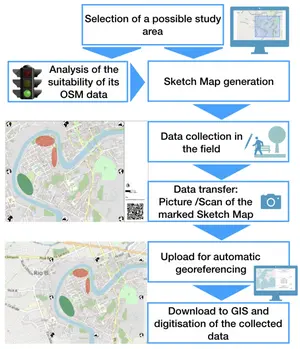 Selection of a possible study
area
Analysis of the
suitability of its
OSM data
Sketch Map generation
Data collection in
the field
Data transfer:
Picture /Scan of the
marked Sketch Map
Upload for automatic
georeferencing
Download to GIS and
digitisation of the collected
data